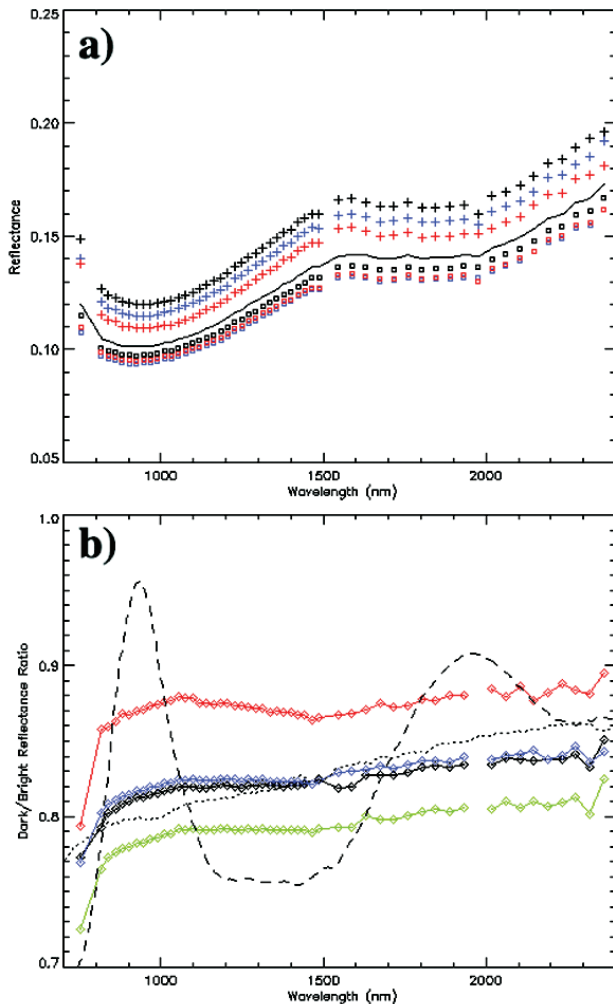 a)
0.25
0.20
0.15
0.10
0.05
Reflectance
1000 1500 2000
Wavelength (nm)
b)
1.0
0.9
0.8
0.7
Dark/Bright Reflectance Ratio
1000 1500 2000
Wavelength (nm)